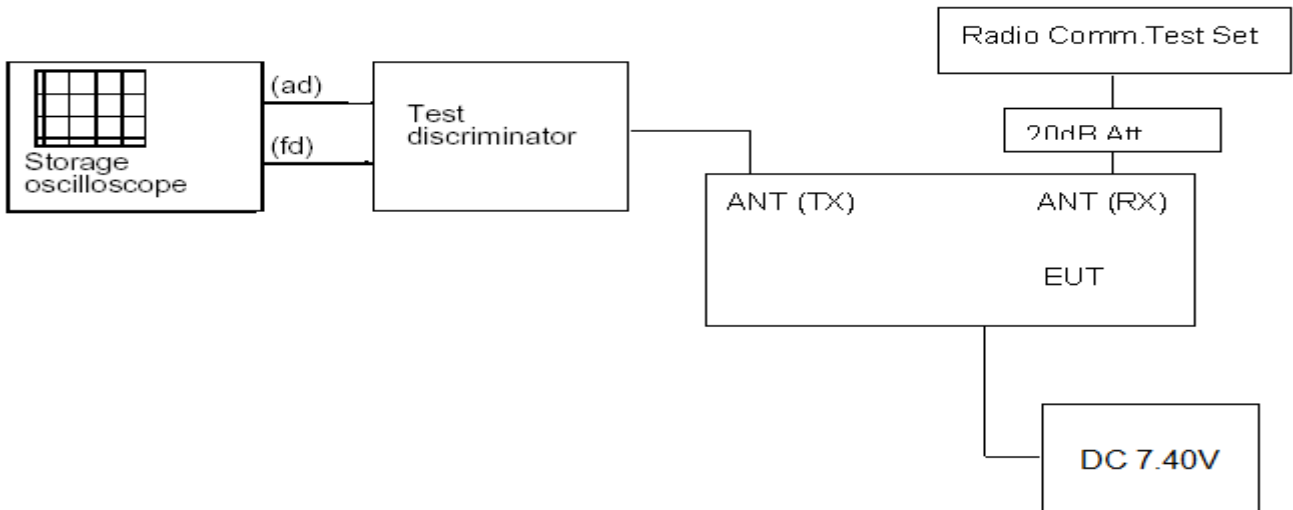 Radio Comm.Test Set
(ad)
Test
discriminator
(fd)
Storage
oscilloscope
20dB Att
ANT (TX)
ANT (RX)
EUT
DC 7.40V